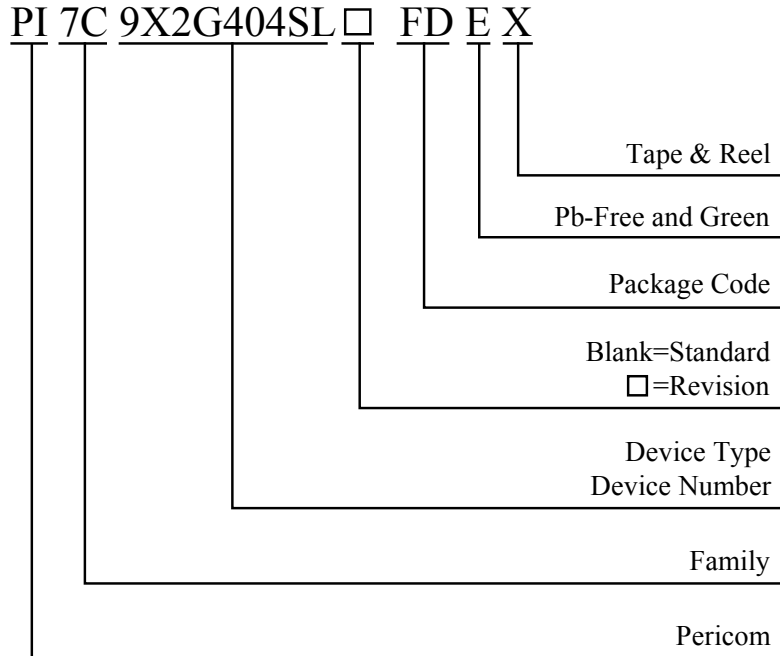 PI 7C 9X2G404SL□ FD E X
Tape & Reel
Pb-Free and Green
Package Code
Blank=Standard
□=Revision
Device Type
Device Number
Family
Pericom